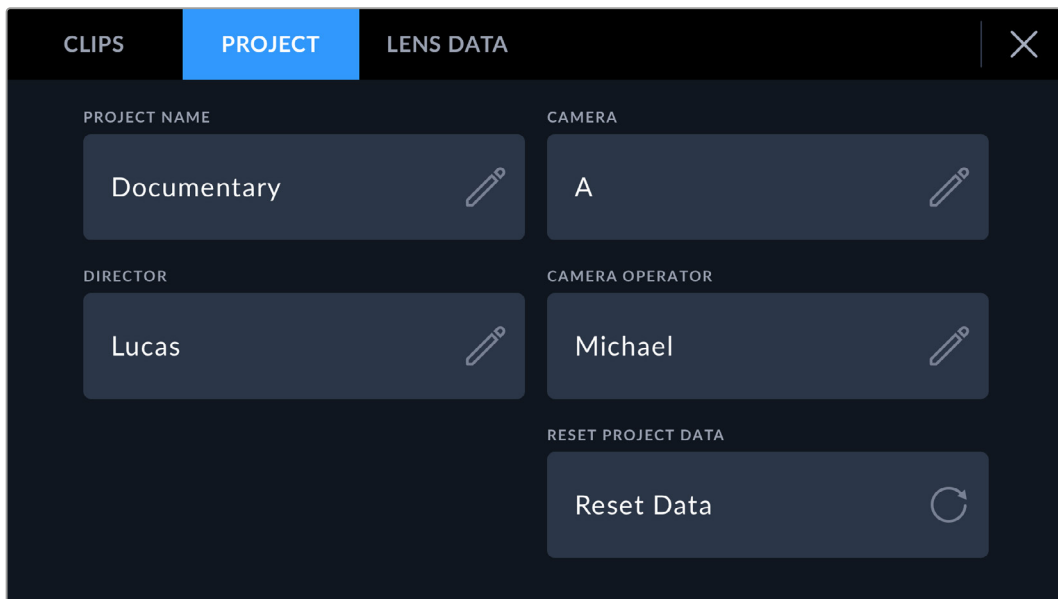 CLIPS PROJECT LENS DATA
PROJECT NAME CAMERA
Documentary A
DIRECTOR CAMERA OPERATOR
Lucas Michael
RESET PROJECT DATA
Reset Data